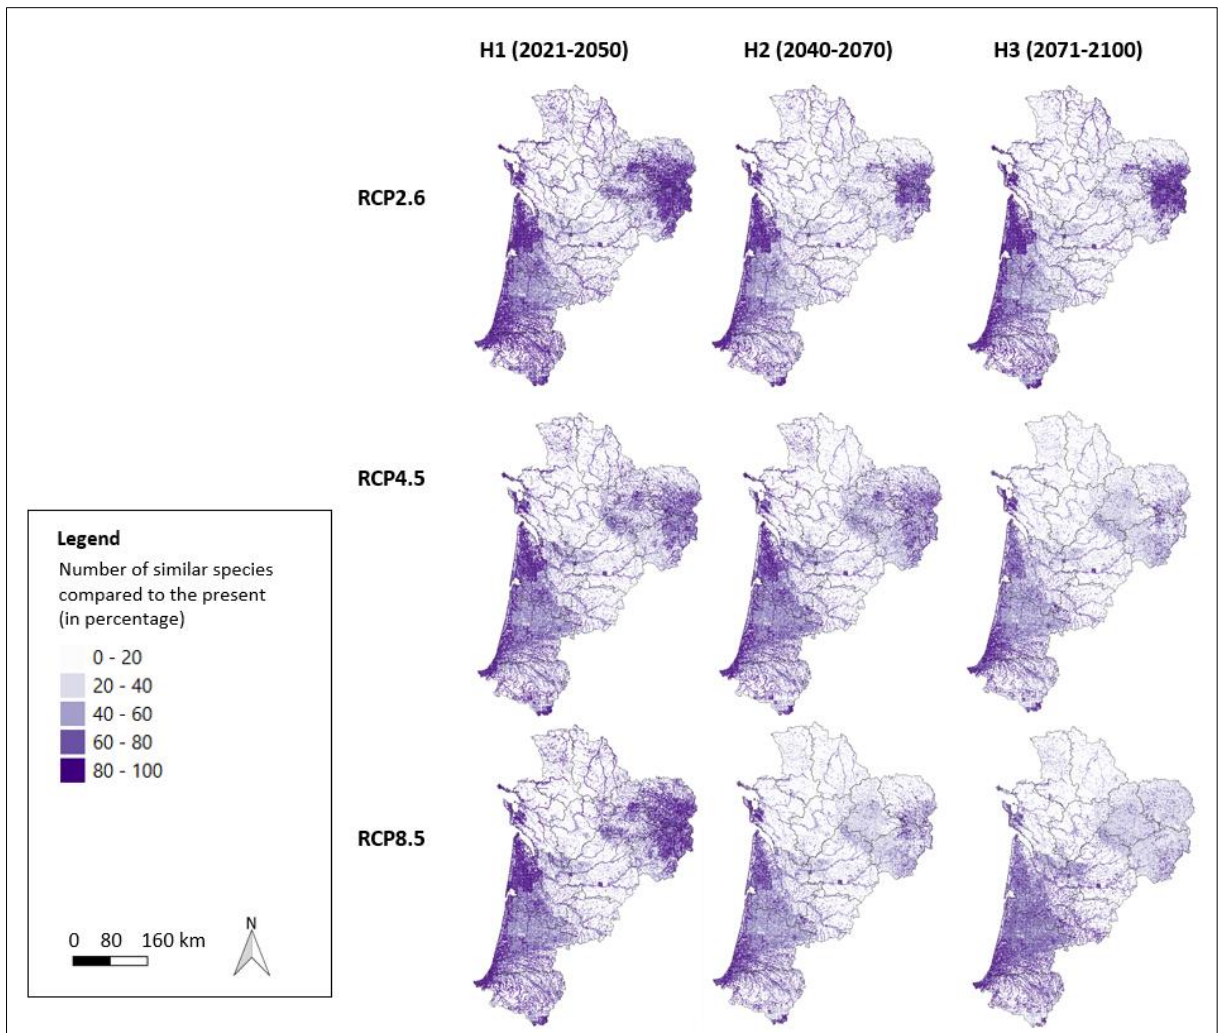 H1 (2021-2050)
H2 (2040-2070)
H3 (2071-2100)
RCP2.6
RCP4.5
RCP8.5
Legend
Number of similar species
compared to the present
(in percentage)
0 - 20
20 - 40
40 - 60
60 - 80
80 - 100
0 80 160 km
N